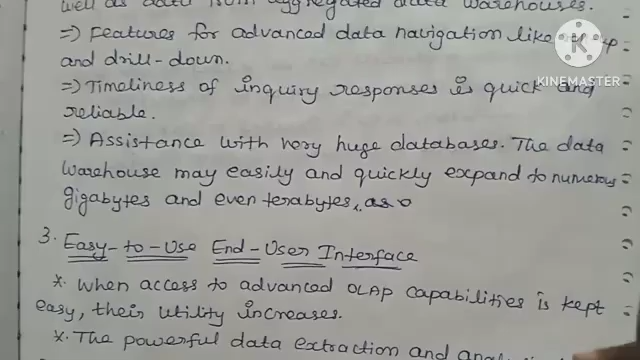 well as data from aggregated data warehouses.
=) Features for advanced data navigation like
and drill-down.
=) Timeliness of inquiry responses is quick and
reliable.
=) Assistance with very huge databases. The data
warehouse may easily and quickly expand to numerous
gigabytes and even terabytes, as
3. Easy-to-Use End-User Interface
*. When access to advanced OLAP capabilities is kept
easy, their utility increases.
*. The powerful data extraction and
KINEMASTER